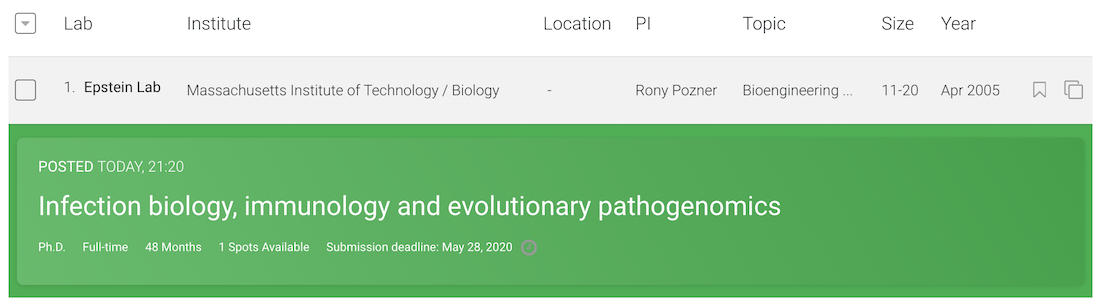 Lab Institute Location PI Topic Size Year
1. Epstein Lab Massachusetts Institute of Technology / Biology - Rony Pozner Bioengineering ... 11-20 Apr 2005
POSTED TODAY, 21:20
Infection biology, immunology and evolutionary pathogenomics
Ph.D. Full-time 48 Months 1 Spots Available Submission deadline: May 28, 2020